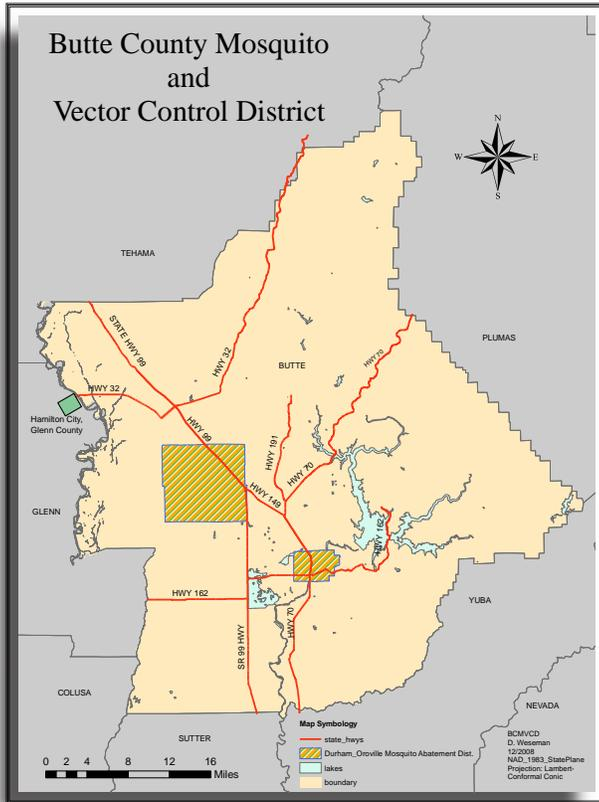 Butte County Mosquito
and
Vector Control District
N
W
E
S
TEHAMA
PLUMAS
STATE HWY 99
HWY 32
HWY 70
BUTTE
HWY 32
Hamilton City,
Glenn County
HWY 99
HWY 191
HWY 70
HWY 149
GLENN
HWY 162
HWY 162
YUBA
HWY 70
SR 99 HWY
COLUSA
NEVADA
SUTTER
Map Symbology
state_hwys
Durham_Oroville Mosquito Abatement Dist.
lakes
boundary
BCMVCD
D. Weseman
12/2008
NAD_1983_StatePlane
Projection: Lambert-
Conformal Conic
0 2 4 8 12 16
Miles